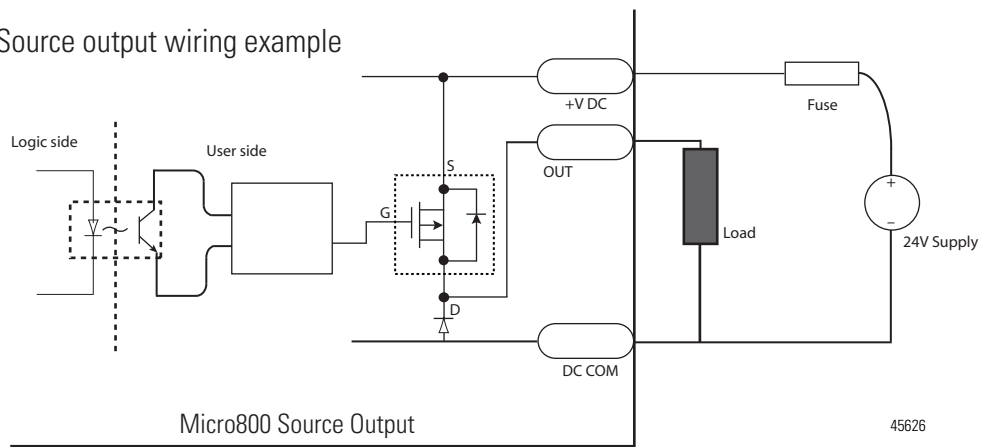 Source output wiring example
+V DC
Fuse
Logic side
User side
OUT
S
G
+
Load
–
24V Supply
D
DC COM
Micro800 Source Output
45626